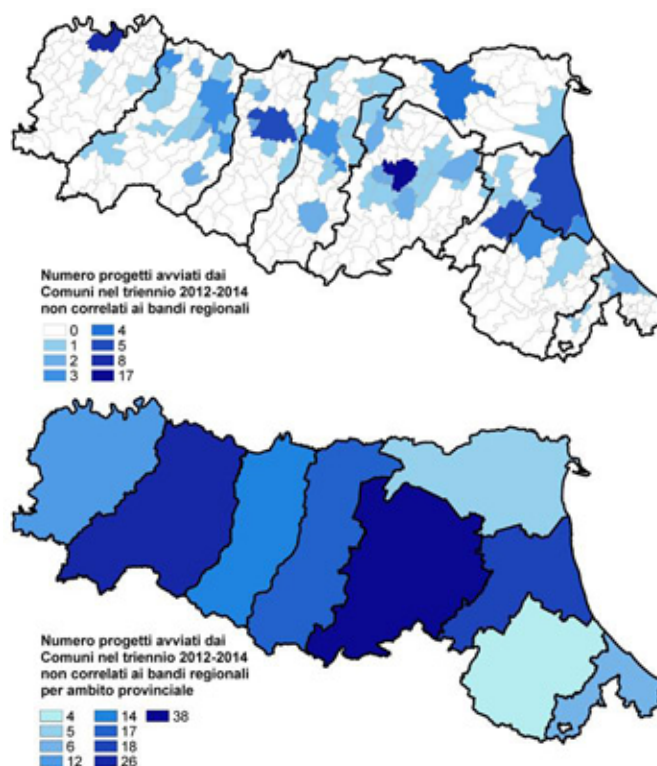 Numero progetti avviati dai
Comuni nel triennio 2012-2014
non correlati ai bandi regionali
0 4
1 5
2 8
3 17
Numero progetti avviati dai
Comuni nel triennio 2012-2014
non correlati ai bandi regionali
per ambito provinciale
4 14 38
5 17
6 18
12 26